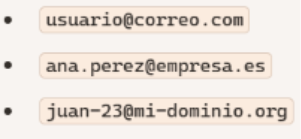 • usuario@correo.com
• ana.perez@empresa.es
• juan-23@mi-dominio.org